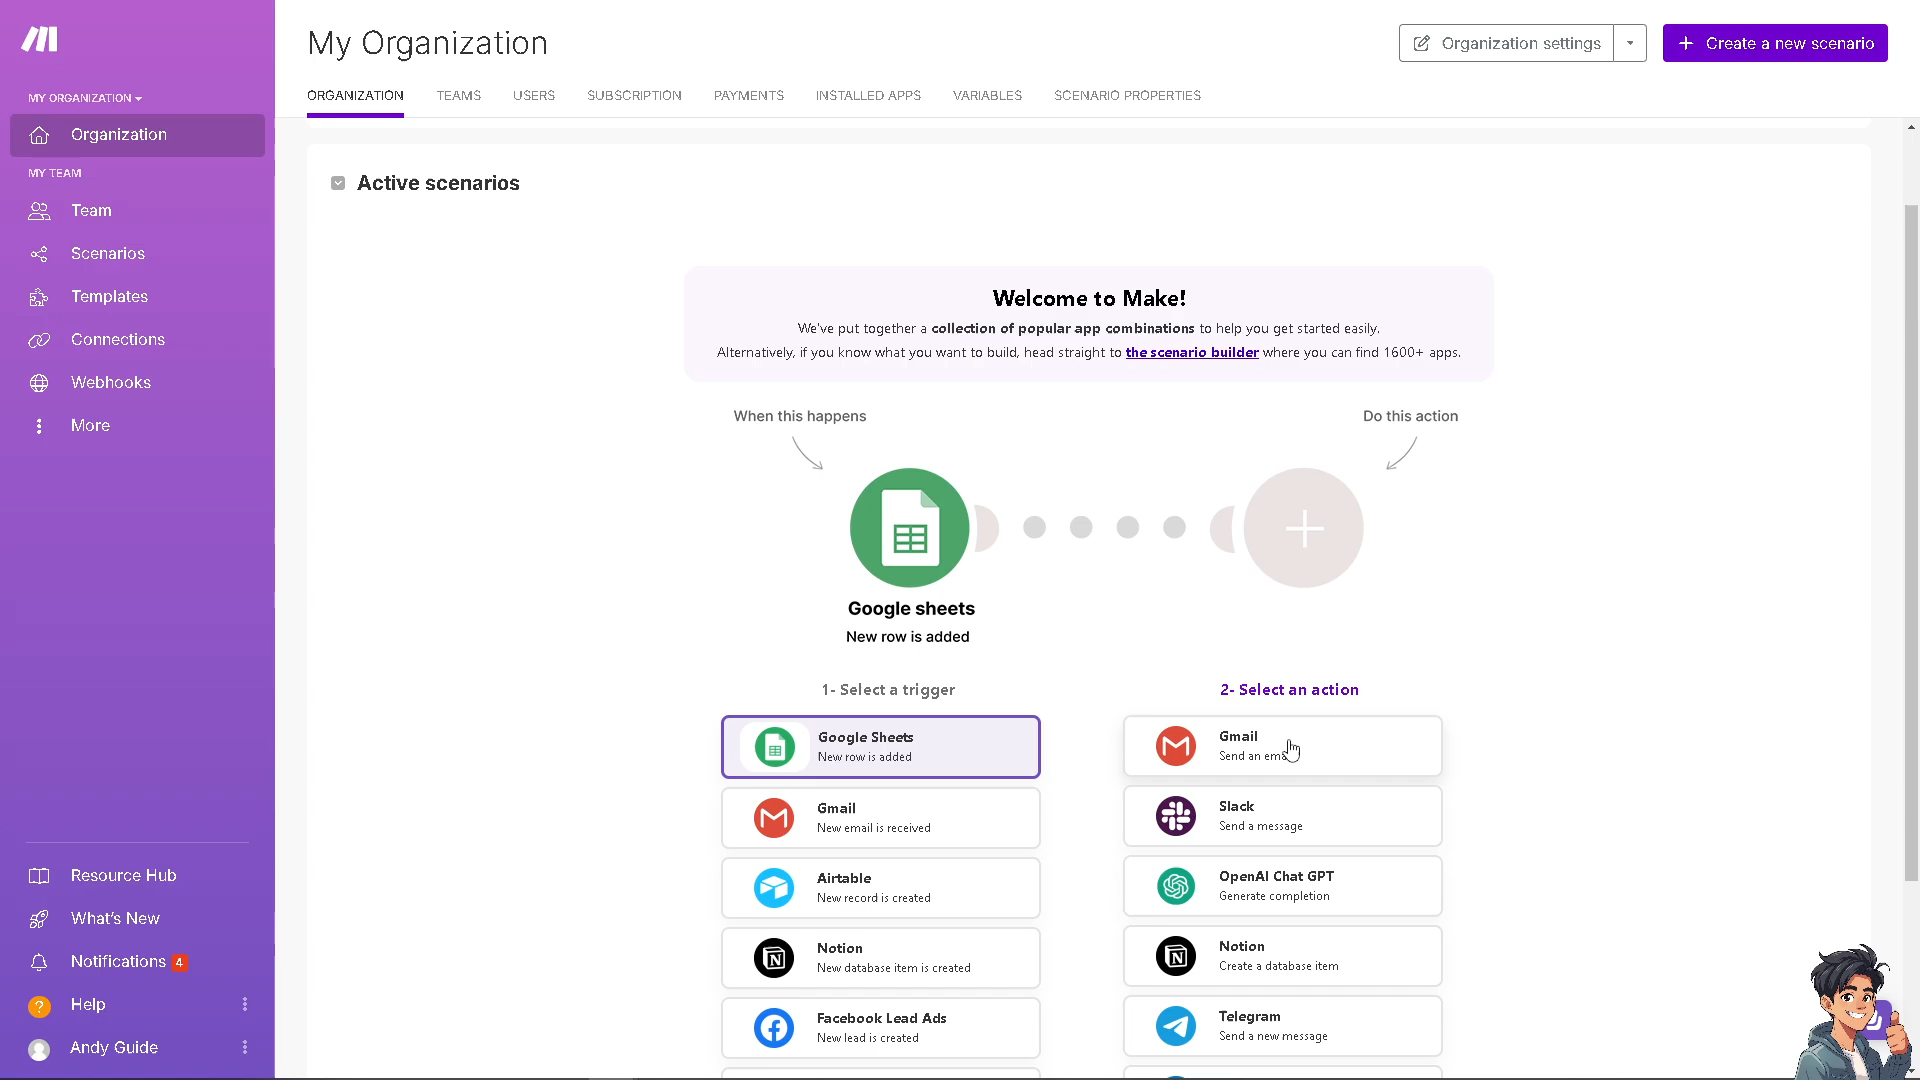 My Organization
Organization settings
Create a new scenario
ORGANIZATION TEAMS USERS SUBSCRIPTION PAYMENTS INSTALLED APPS VARIABLES SCENARIO PROPERTIES
MY ORGANIZATION
Organization
MY TEAM
Team
Scenarios
Templates
Connections
Webhooks
More
Resource Hub
What's New
Notifications 4
? Help
Andy Guide
Active scenarios
Welcome to Make!
We've put together a collection of popular app combinations to help you get started easily.
Alternatively, if you know what you want to build, head straight to the scenario builder where you can find 1600+ apps.
When this happens
Do this action
Google sheets
New row is added
1- Select a trigger
Google Sheets
New row is added
Gmail
New email is received
Airtable
New record is created
Notion
New database item is created
Facebook Lead Ads
New lead is created
2- Select an action
Gmail
Send an
Slack
Send a message
OpenAI Chat GPT
Generate completion
Notion
Create a database item
Telegram
Send a new message